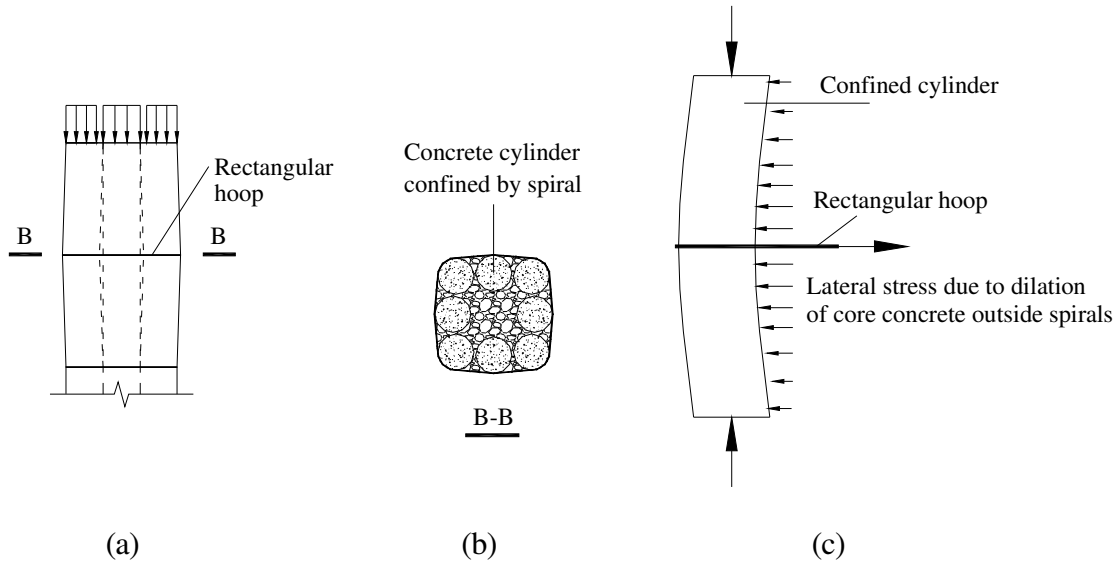 Rectangular
hoop
B
B
(a)
Concrete cylinder
confined by spiral
B-B
(b)
Confined cylinder
Rectangular hoop
Lateral stress due to dilation
of core concrete outside spirals
(c)